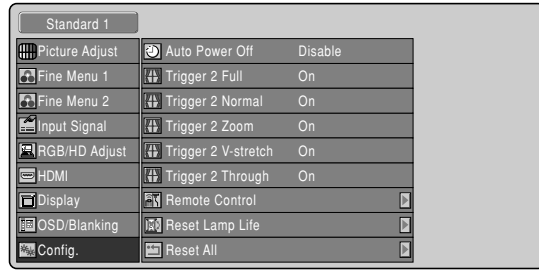 Standard 1
Picture Adjust
Fine Menu 1
Fine Menu 2
Input Signal
RGB/HD Adjust
HDMI
Display
OSD/Blanking
Config.
Auto Power Off Disable
Trigger 2 Full On
Trigger 2 Normal On
Trigger 2 Zoom On
Trigger 2 V-stretch On
Trigger 2 Through On
Remote Control
Reset Lamp Life
Reset All